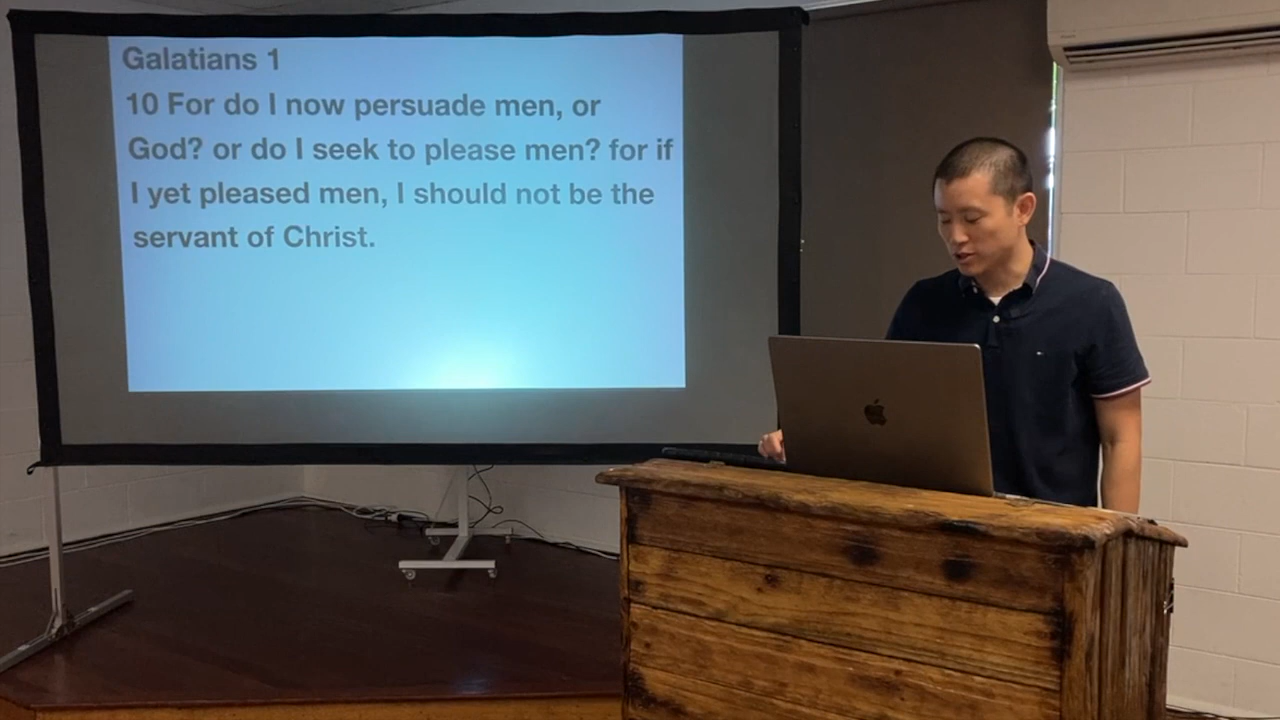 Galatians 1
10 For do I now persuade men, or
God? or do I seek to please men? for if
I yet pleased men, I should not be the
servant of Christ.